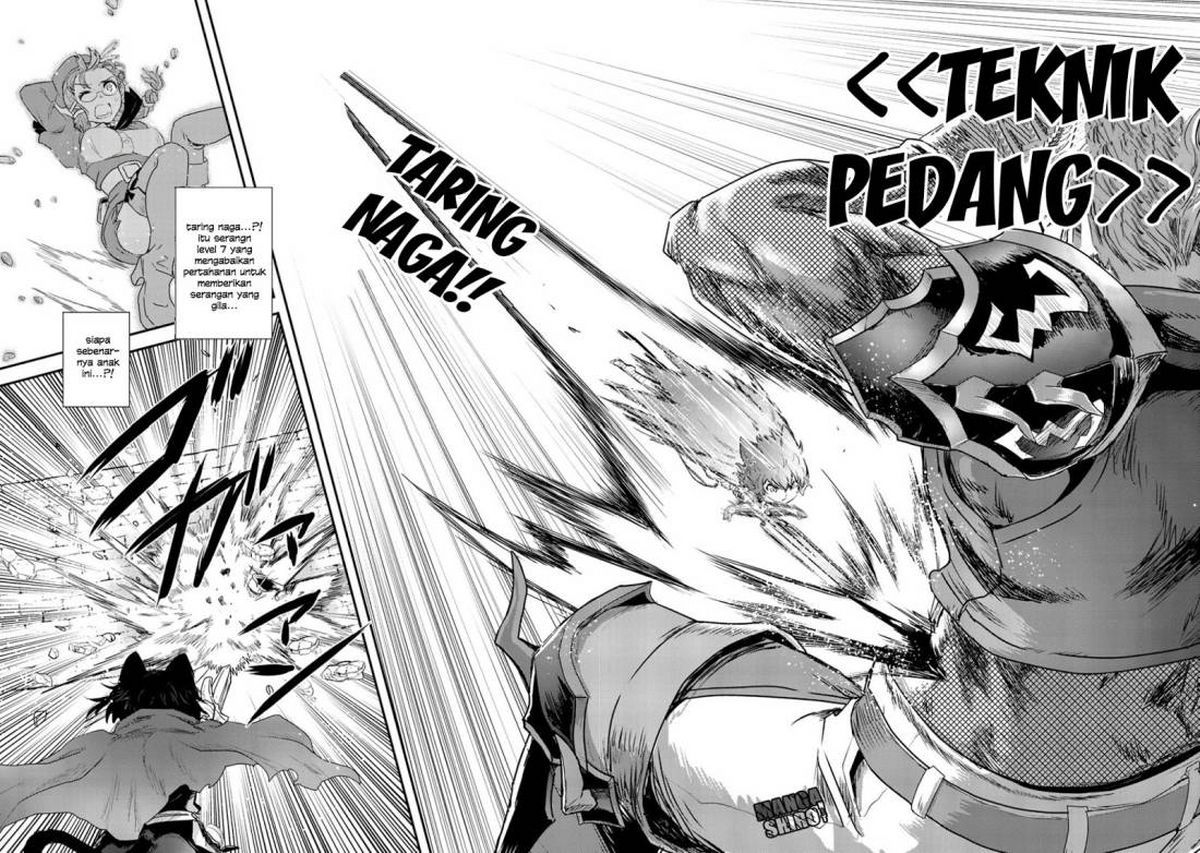 <<TEKNIK
PEDANG>>
TARING
NAGA!!
taring naga...?!
itu serangn
level 7 yang
mengabaikan
pertahanan untuk
memberikan
serangan yang
gila...
siapa
sebenar-
nya anak
ini...?!
MANGA
SHIRO